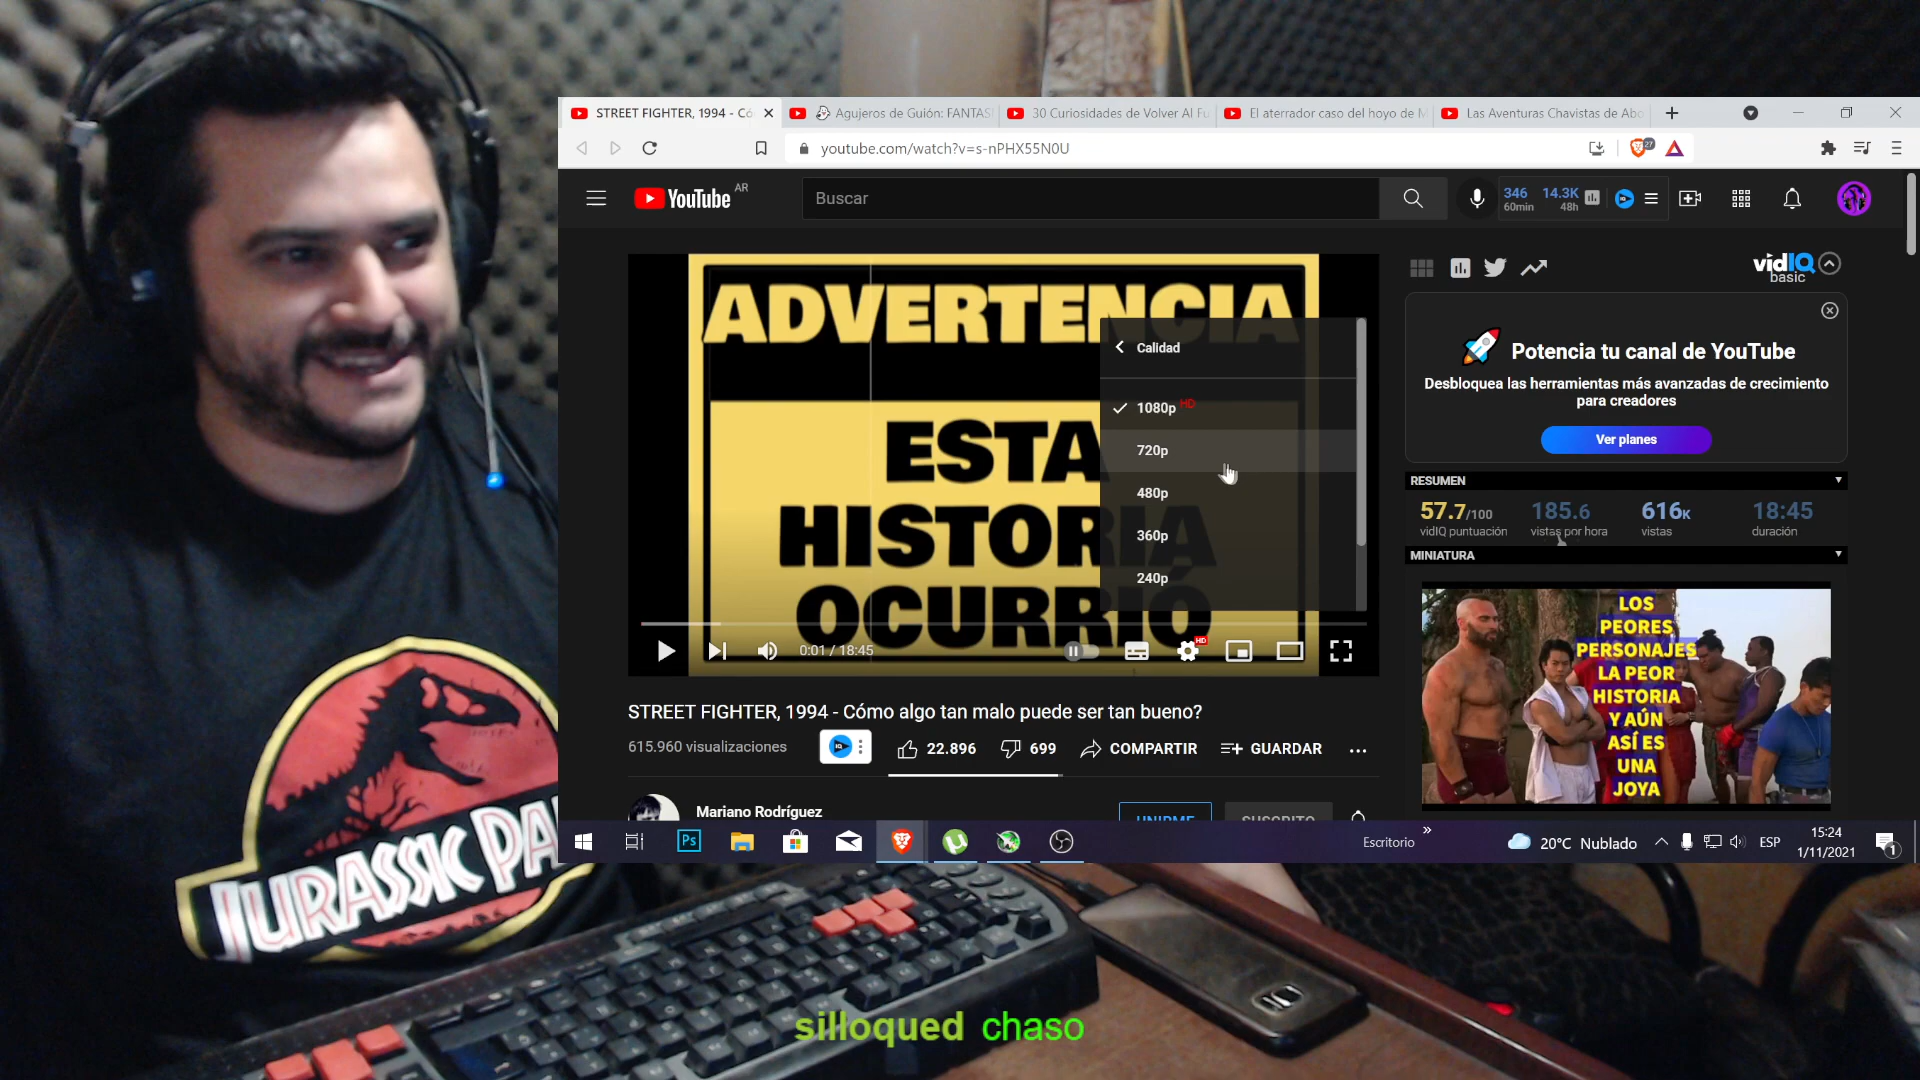 STREET FIGHTER, 1994 - Có
Agujeros de Guión: FANTAS
30 Curiosidades de Volver Al Fu
El aterrador caso del hoyo de M
Las Aventuras Chavistas de Abo
youtube.com/watch?v=s-nPHX55N0U
27
YouTube AR
Buscar
346
60min
14.3K
48h
ADVERTENCIA
ESTA
HISTORIA
OCURRIÓ
Calidad
1080p HD
720p
480p
360p
240p
0:01 / 18:45
HD
STREET FIGHTER, 1994 - Cómo algo tan malo puede ser tan bueno?
615.960 visualizaciones
22.896
699
COMPARTIR
GUARDAR
Mariano Rodríguez
UNIRME
SUSCRITO
vidIQ
basic
Potencia tu canal de YouTube
Desbloquea las herramientas más avanzadas de crecimiento
para creadores
Ver planes
RESUMEN
57.7/100
vidIQ puntuación
185.6
vistas por hora
616K
vistas
18:45
duración
MINIATURA
LOS
PEORES
PERSONAJES
LA PEOR
HISTORIA
Y AÚN
ASÍ ES
UNA
JOYA
Ps
Escritorio
20°C Nublado
ESP
15:24
1/11/2021
1
JURASSIC PA
silloqued chaso